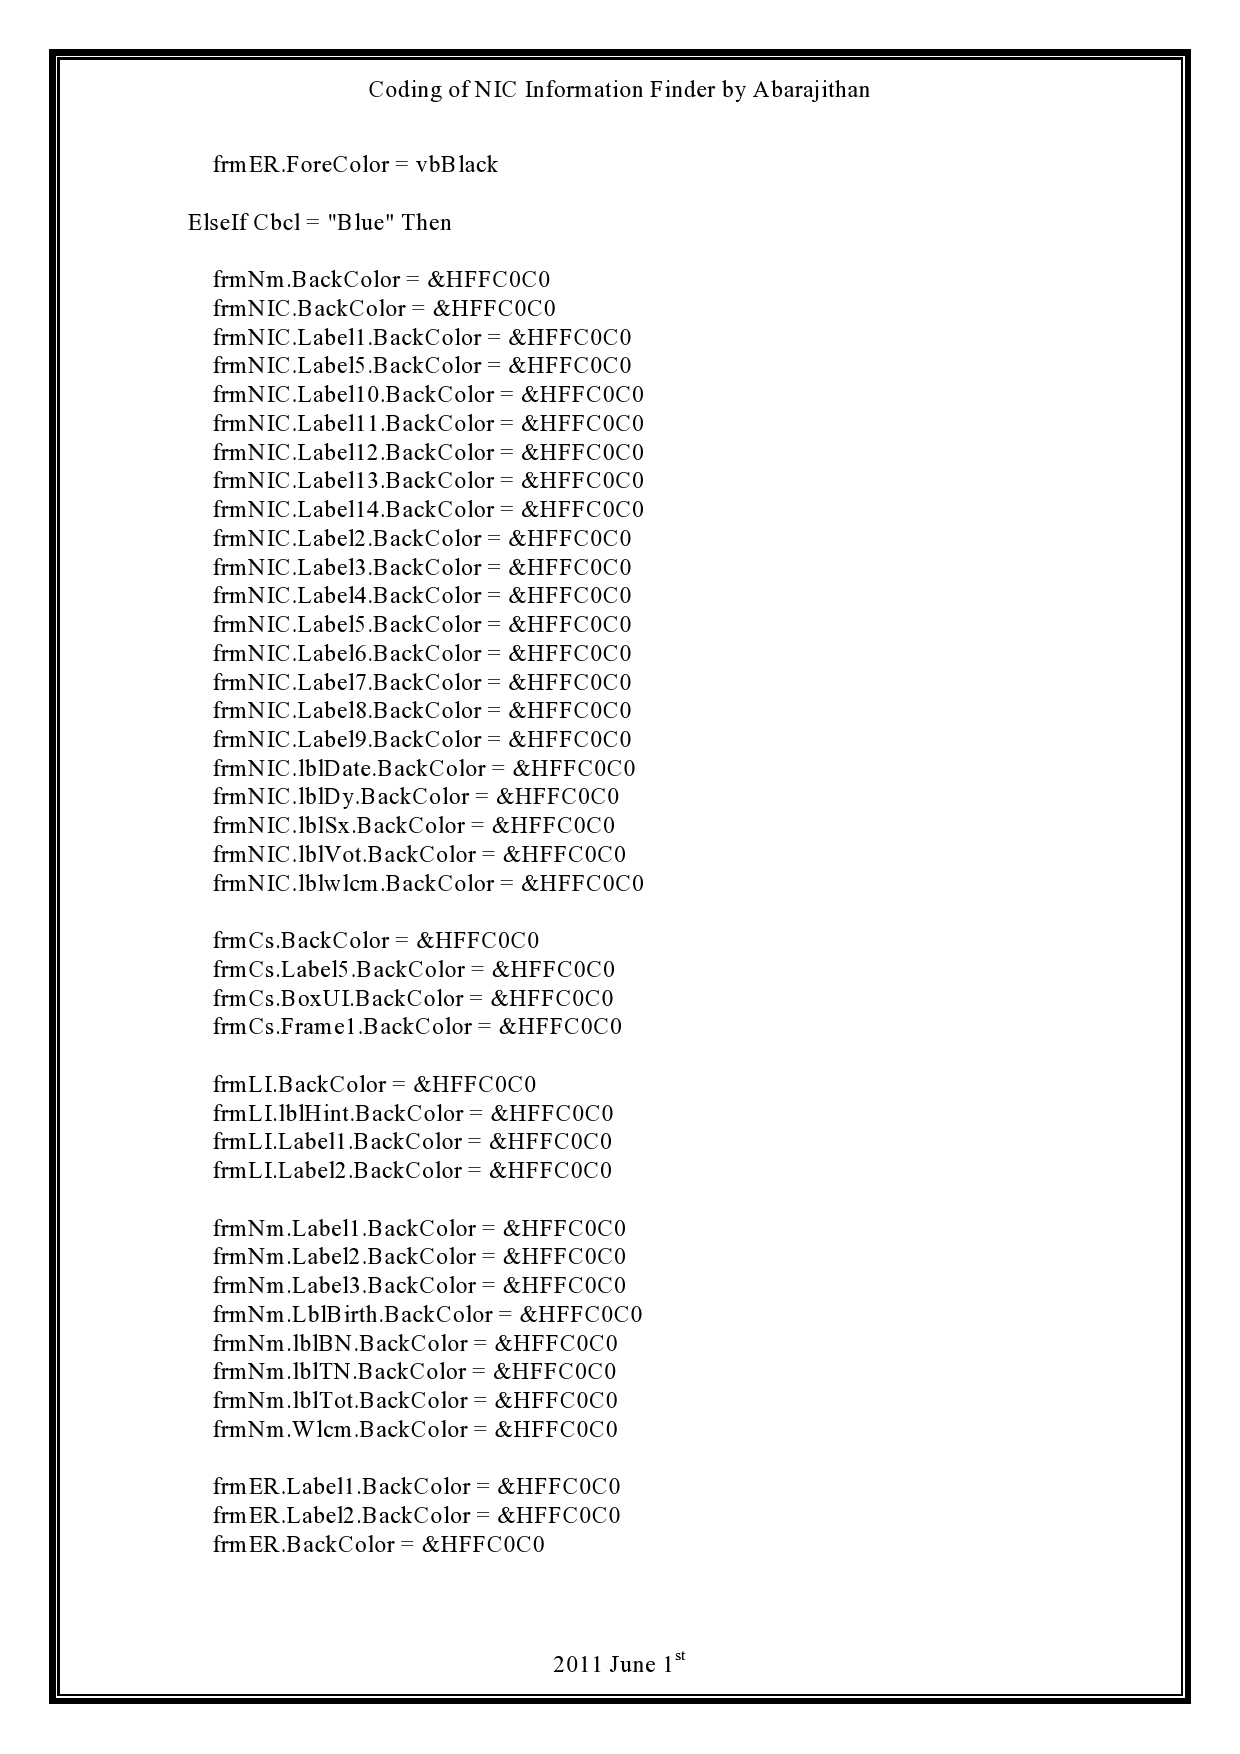 Coding of NIC Information Finder by Abarajithan
frmER.ForeColor = vbBlack
ElseIf Cbcl = "Blue" Then
frmNm.BackColor = &HFFC0C0
frmNIC.BackColor = &HFFC0C0
frmNIC.Label1.BackColor = &HFFC0C0
frmNIC.Label5.BackColor = &HFFC0C0
frmNIC.Label10.BackColor = &HFFC0C0
frmNIC.Label11.BackColor = &HFFC0C0
frmNIC.Label12.BackColor = &HFFC0C0
frmNIC.Label13.BackColor = &HFFC0C0
frmNIC.Label14.BackColor = &HFFC0C0
frmNIC.Label2.BackColor = &HFFC0C0
frmNIC.Label3.BackColor = &HFFC0C0
frmNIC.Label4.BackColor = &HFFC0C0
frmNIC.Label5.BackColor = &HFFC0C0
frmNIC.Label6.BackColor = &HFFC0C0
frmNIC.Label7.BackColor = &HFFC0C0
frmNIC.Label8.BackColor = &HFFC0C0
frmNIC.Label9.BackColor = &HFFC0C0
frmNIC.lblDate.BackColor = &HFFC0C0
frmNIC.lblDy.BackColor = &HFFC0C0
frmNIC.lblSx.BackColor = &HFFC0C0
frmNIC.lblVot.BackColor = &HFFC0C0
frmNIC.lblwlcm.BackColor = &HFFC0C0
frmCs.BackColor = &HFFC0C0
frmCs.Label5.BackColor = &HFFC0C0
frmCs.BoxUI.BackColor = &HFFC0C0
frmCs.Frame1.BackColor = &HFFC0C0
frmLI.BackColor = &HFFC0C0
frmLI.lblHint.BackColor = &HFFC0C0
frmLI.Label1.BackColor = &HFFC0C0
frmLI.Label2.BackColor = &HFFC0C0
frmNm.Label1.BackColor = &HFFC0C0
frmNm.Label2.BackColor = &HFFC0C0
frmNm.Label3.BackColor = &HFFC0C0
frmNm.LblBirth.BackColor = &HFFC0C0
frmNm.lblBN.BackColor = &HFFC0C0
frmNm.lblTN.BackColor = &HFFC0C0
frmNm.lblTot.BackColor = &HFFC0C0
frmNm.Wlcm.BackColor = &HFFC0C0
frmER.Label1.BackColor = &HFFC0C0
frmER.Label2.BackColor = &HFFC0C0
frmER.BackColor = &HFFC0C0
2011 June 1st